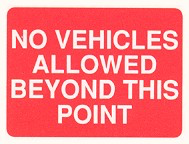 NO VEHICLES
ALLOWED
BEYOND THIS
POINT